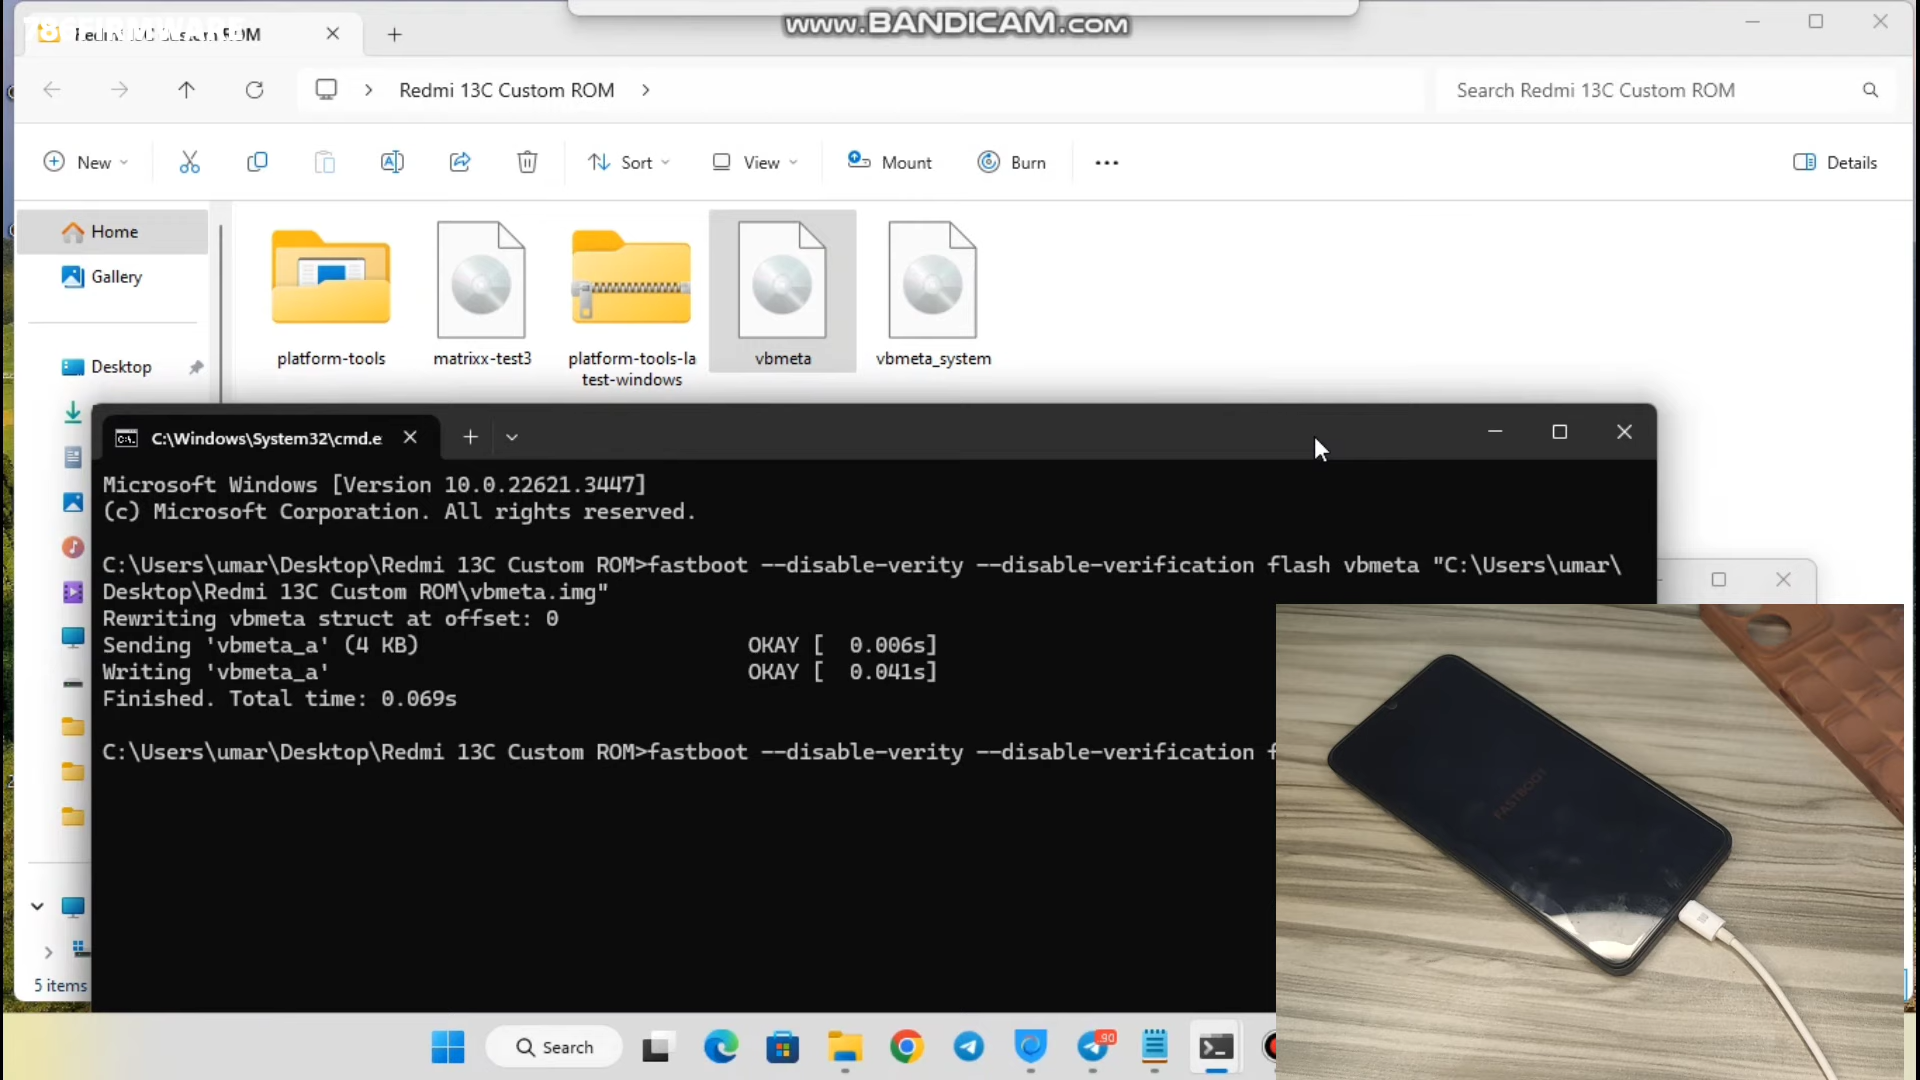 786FIRMWARE
www.BANDICAM.com
Redmi 13C Custom ROM
Search Redmi 13C Custom ROM
New
Sort
View
Mount
Burn
Details
Home
Gallery
Desktop
platform-tools
matrixx-test3
platform-tools-la
test-windows
vbmeta
vbmeta_system
C:\Windows\System32\cmd.e
Microsoft Windows [Version 10.0.22621.3447]
(c) Microsoft Corporation. All rights reserved.
C:\Users\umar\Desktop\Redmi 13C Custom ROM>fastboot --disable-verity --disable-verification flash vbmeta "C:\Users\umar\
Desktop\Redmi 13C Custom ROM\vbmeta.img"
Rewriting vbmeta struct at offset: 0
Sending 'vbmeta_a' (4 KB) OKAY [ 0.006s]
Writing 'vbmeta_a' OKAY [ 0.041s]
Finished. Total time: 0.069s
C:\Users\umar\Desktop\Redmi 13C Custom ROM>fastboot --disable-verity --disable-verification f
FASTBOOT
5 items
Search
90